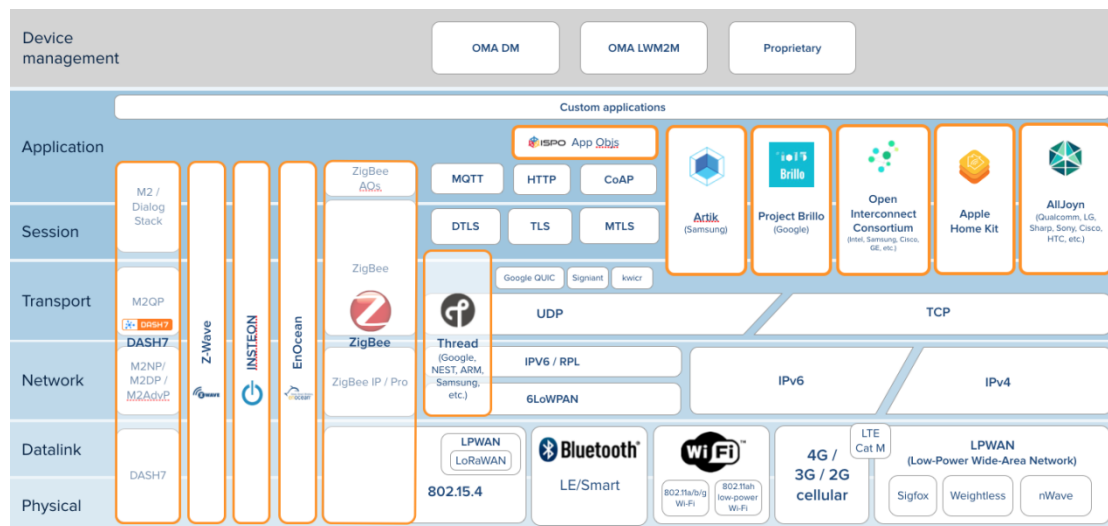 Device
management
OMA DM
OMA LWM2M
Proprietary
Custom applications
Application
ISPO App Objs
MQTT
HTTP
CoAP
Artik
(Samsung)
Brillo
Project Brillo
(Google)
Open
Interconnect
Consortium
(Intel, Samsung, Cisco,
GE, etc.)
Apple
Home Kit
AllJoyn
(Qualcomm, LG,
Sharp, Sony, Cisco,
HTC, etc.)
M2 /
Dialog
Stack
ZigBee
AOs
Session
DTLS
TLS
MTLS
ZigBee
Transport
M2QP
DASH7
DASH7
Z-Wave
INSTEON
EnOcean
ZigBee
Google QUIC
Signiant
kwicr
UDP
TCP
Thread
(Google,
NEST, ARM,
Samsung,
etc.)
Network
M2NP/
M2DP /
M2AdvP
WAVE
ZigBee IP / Pro
IPV6 / RPL
6LoWPAN
IPv6
IPv4
Datalink
DASH7
LPWAN
LoRaWAN
802.15.4
Bluetooth
LE/Smart
WiFi
802.11a/b/g
Wi-Fi
802.11ah
low-power
Wi-Fi
4G /
3G / 2G
cellular
LTE
Cat M
LPWAN
(Low-Power Wide-Area Network)
Sigfox
Weightless
nWave
Physical